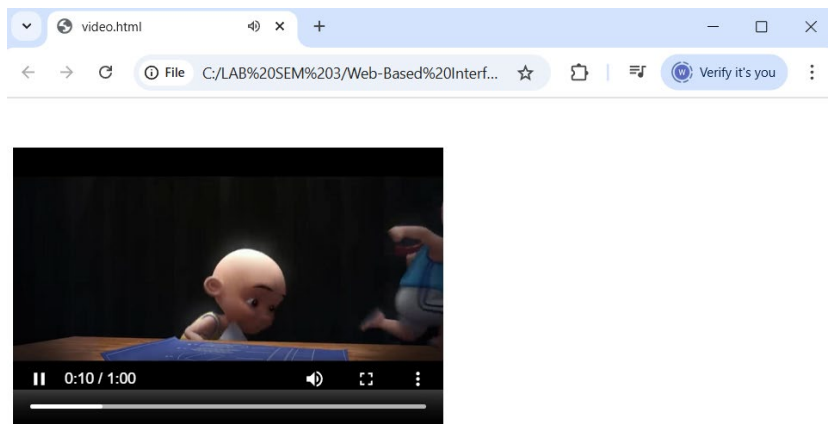 video.html
File C:/LAB%20SEM%203/Web-Based%20Interf... W Verify it's you
0:10 / 1:00